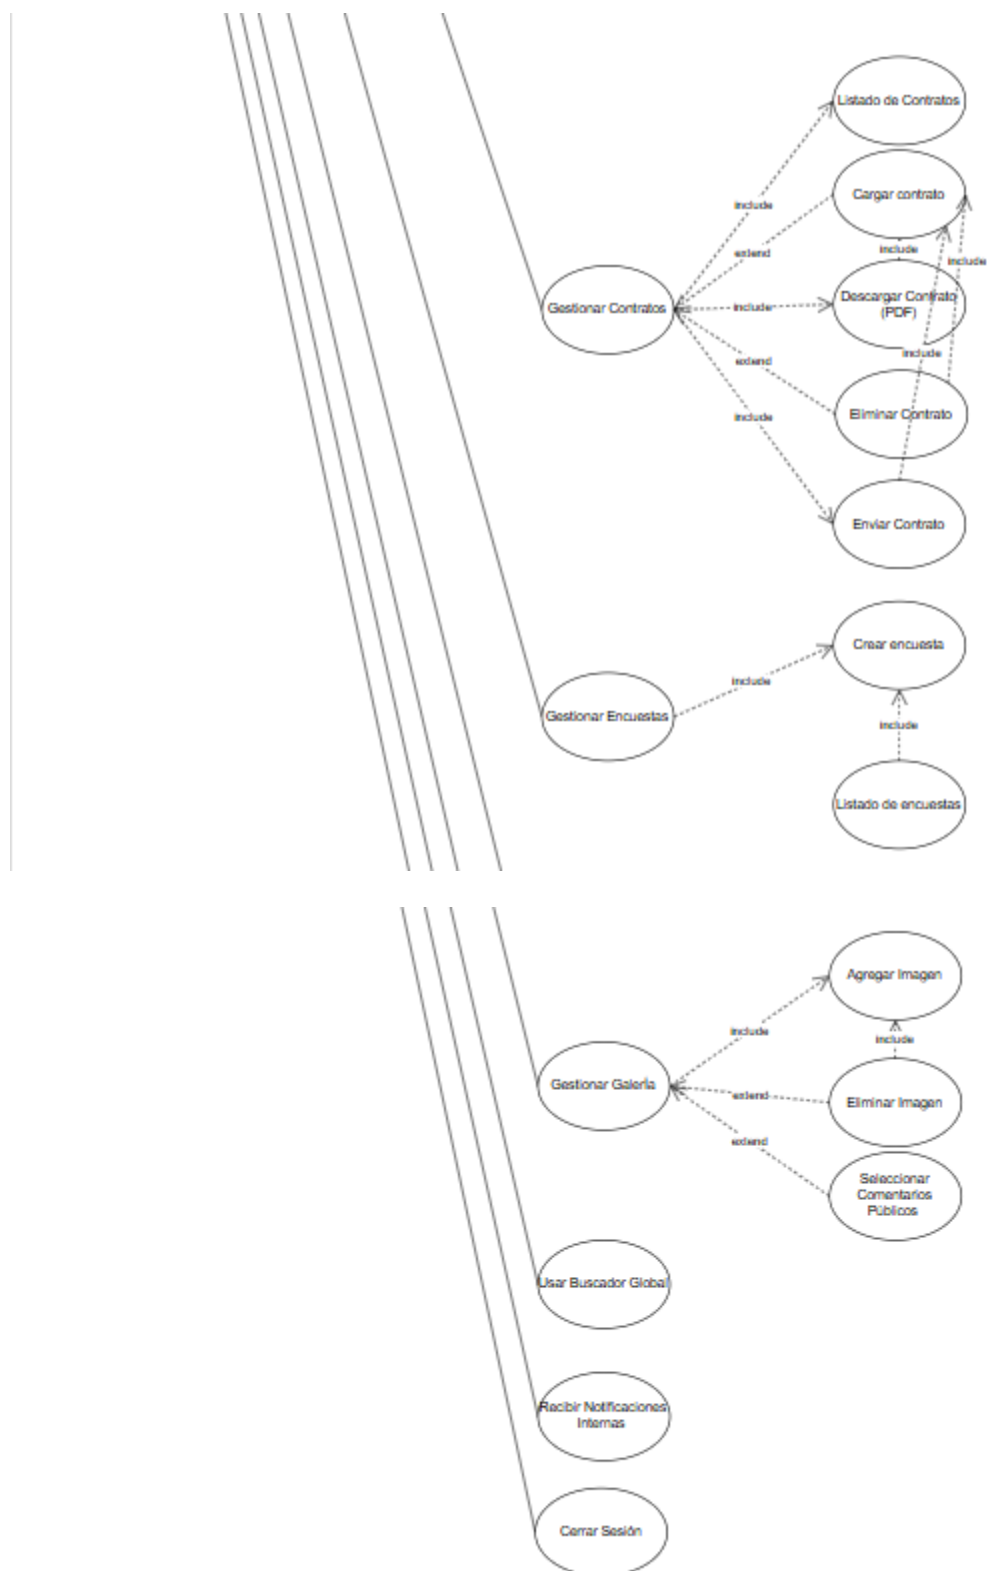 Listado de Contratos
include
Cargar contrato
extend
include
include
Gestionar Contratos
include
Descargar Contrato
(PDF)
include
extend
Eliminar Contrato
include
Enviar Contrato
Crear encuesta
include
Gestionar Encuestas
include
Listado de encuestas
Agregar Imagen
include
include
Gestionar Galería
extend
Eliminar Imagen
extend
Seleccionar
Comentarios
Públicos
Usar Buscador Global
Recibir Notificaciones
Internas
Cerrar Sesión